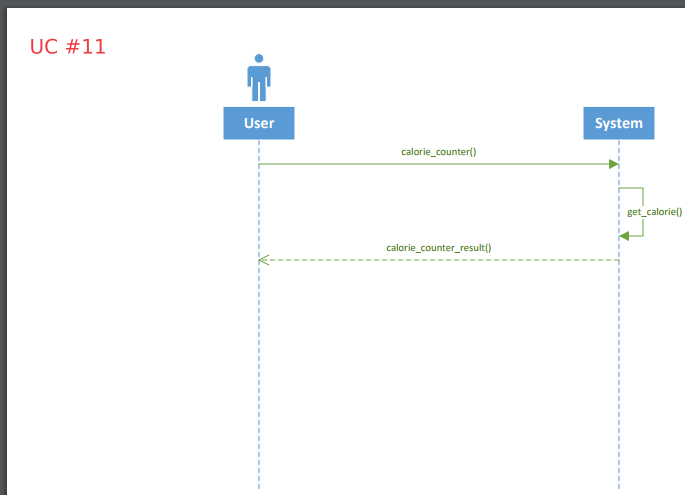 UC #11
User
System
calorie_counter()
get_calorie()
calorie_counter_result()